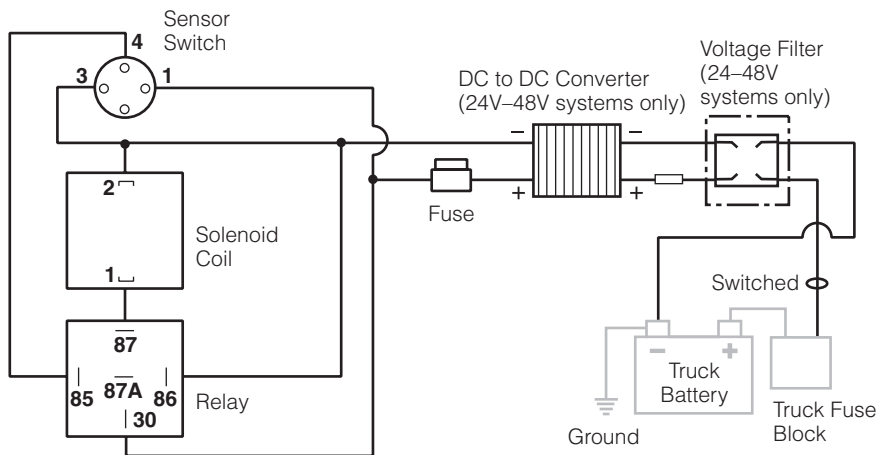 Sensor
Switch
4
3
1
DC to DC Converter
(24V–48V systems only)
Voltage Filter
(24–48V
systems only)
–
–
+
+
Fuse
2
Solenoid
Coil
1
Switched
87
87A
85
86
30
Relay
–
+
Truck
Battery
Ground
Truck Fuse
Block